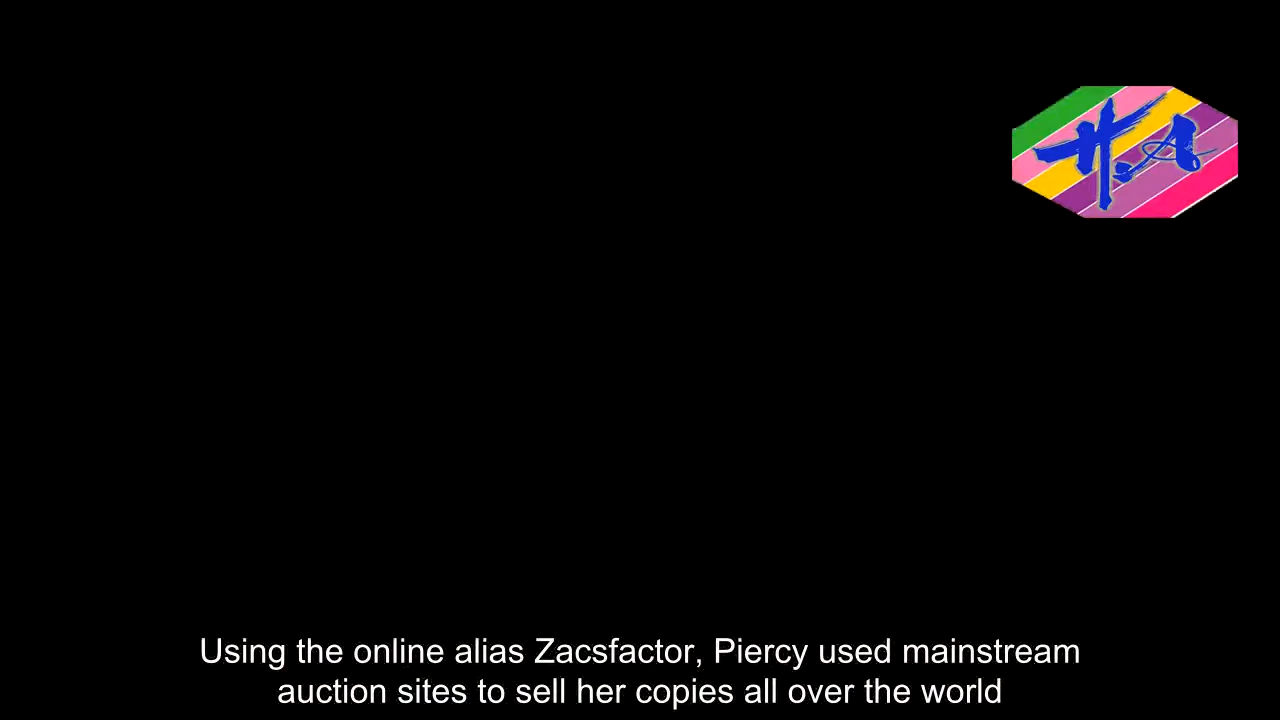 H.A
Using the online alias Zacsfactor, Piercy used mainstream
auction sites to sell her copies all over the world